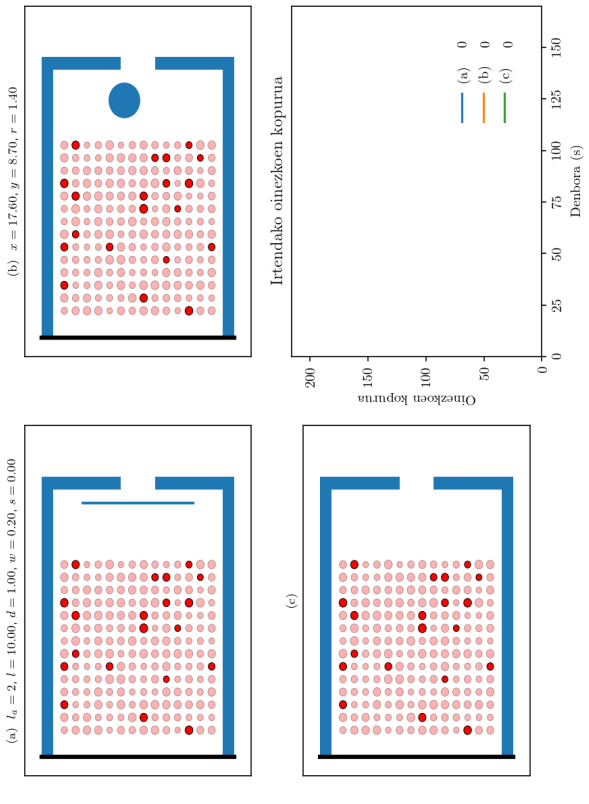 (a) l_a = 2, l = 10.00, d = 1.00, w = 0.20, s = 0.00
(b) x = 17.60, y = 8.70, r = 1.40
(c)
Irtendako oinezkoen kopurua
Oinezkoen kopurua
200
150
100
50
0
(a) 0
(b) 0
(c) 0
0 25 50 75 100 125 150
Denbora (s)